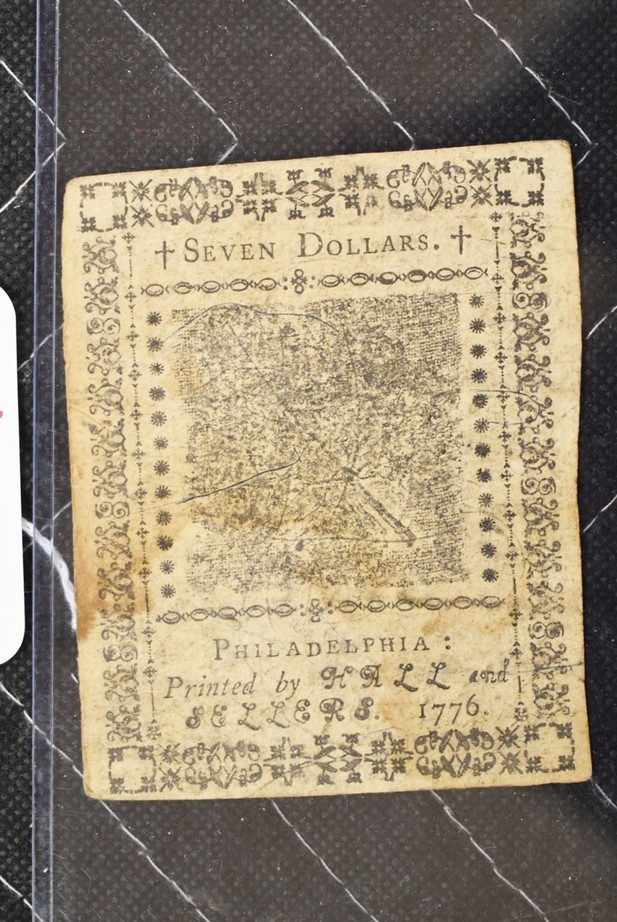 † SEVEN DOLLARS. †
PHILADELPHIA:
Printed by HALL and
SELLERS. 1776.